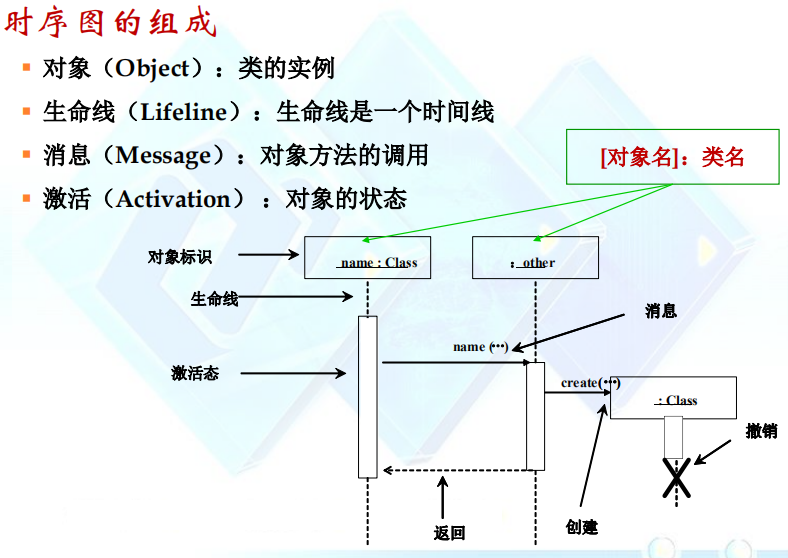 时序图的组成
▪ 对象（Object）：类的实例
▪ 生命线（Lifeline）：生命线是一个时间线
▪ 消息（Message）：对象方法的调用
▪ 激活（Activation）：对象的状态
[对象名]：类名
对象标识
name : Class
：other
生命线
消息
name (…)
激活态
create(…)
: Class
撤销
返回
创建